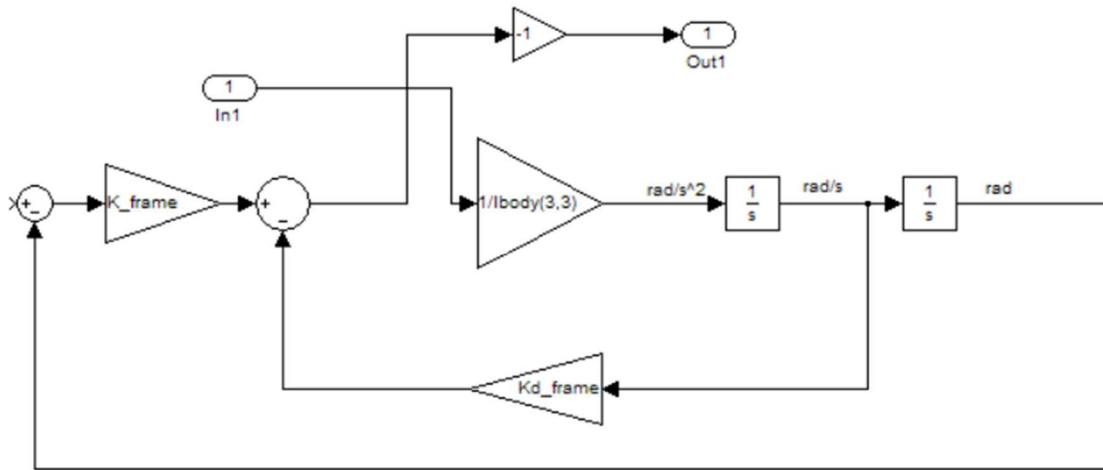 -1
1
Out1
1
In1
+
-
K_frame
+
-
1/Ibody(3,3)
rad/s^2
1
s
rad/s
1
s
rad
Kd_frame